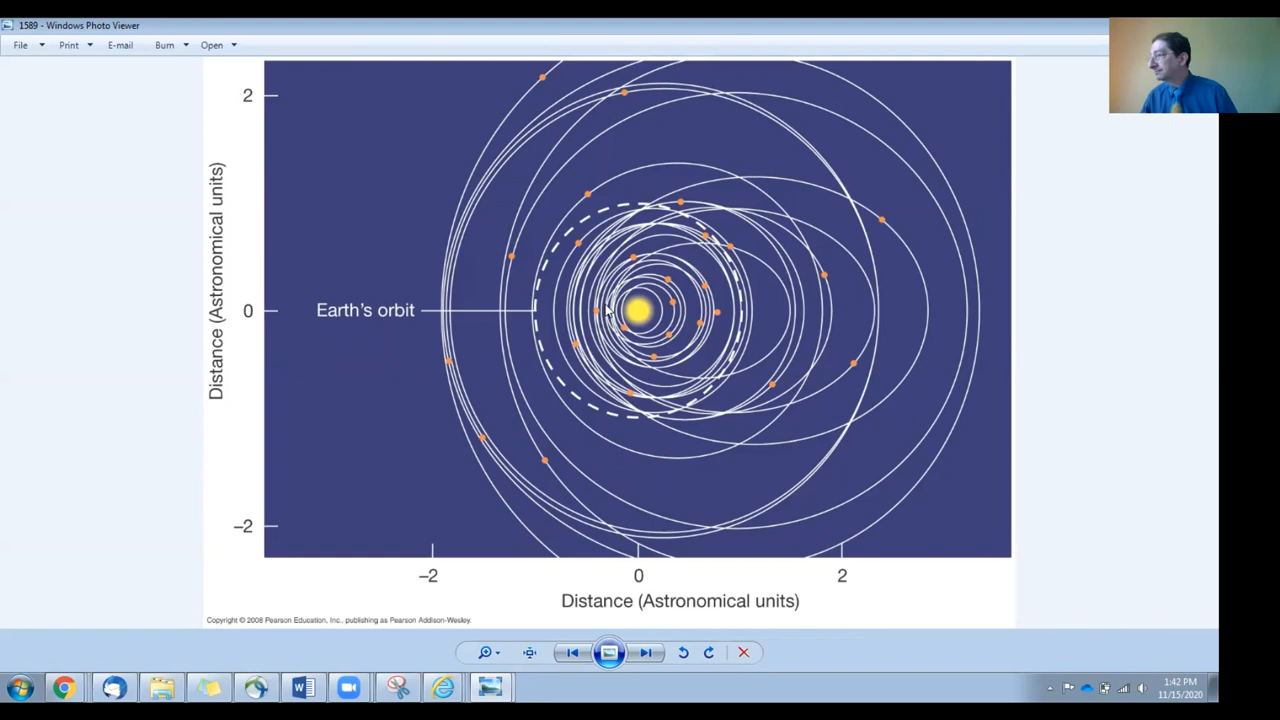 1589 - Windows Photo Viewer
File Print E-mail Burn Open
2
Distance (Astronomical units)
0
Earth's orbit
–2
–2 0 2
Distance (Astronomical units)
Copyright © 2008 Pearson Education, Inc., publishing as Pearson Addison-Wesley.
1:42 PM
11/15/2020